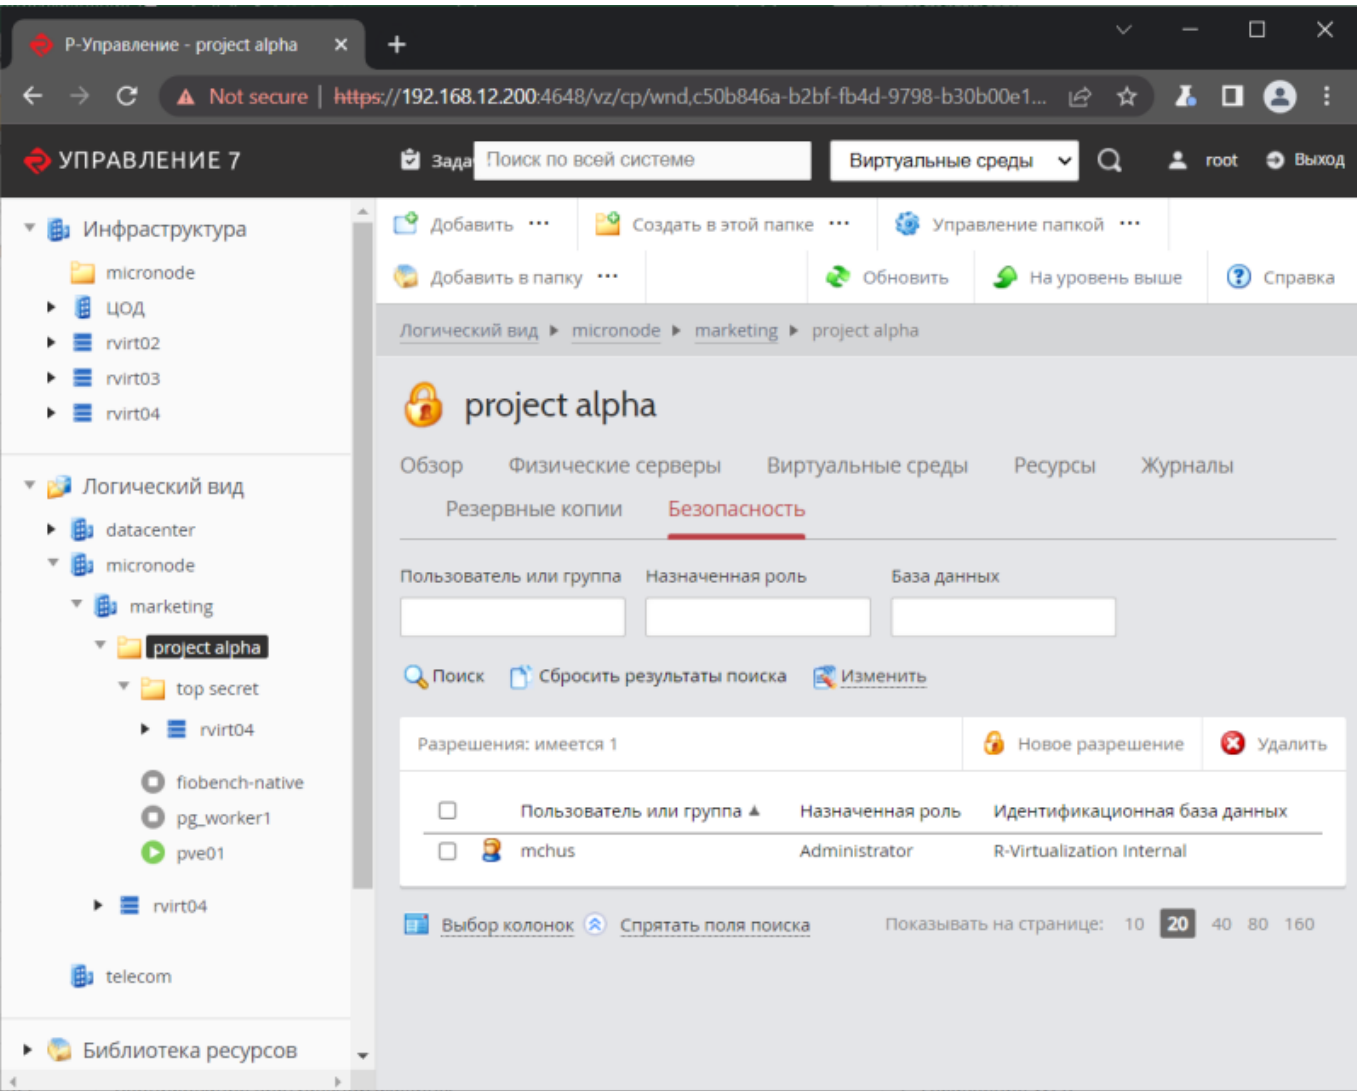 Р-Управление - project alpha
Not secure | https://192.168.12.200:4648/vz/cp/wnd,c50b846a-b2bf-fb4d-9798-b30b00e1...
УПРАВЛЕНИЕ 7
Зада
Поиск по всей системе
Виртуальные среды
root
Выход
Инфраструктура
micronode
ЦОД
rvirt02
rvirt03
rvirt04
Логический вид
datacenter
micronode
marketing
project alpha
top secret
rvirt04
fiobench-native
pg_worker1
pve01
rvirt04
telecom
Библиотека ресурсов
Добавить ... Создать в этой папке ... Управление папкой ...
Добавить в папку ... Обновить На уровень выше Справка
Логический вид micronode marketing project alpha
project alpha
Обзор Физические серверы Виртуальные среды Ресурсы Журналы
Резервные копии Безопасность
Пользователь или группа Назначенная роль База данных
Поиск Сбросить результаты поиска Изменить
Разрешения: имеется 1 Новое разрешение Удалить
Пользователь или группа Назначенная роль Идентификационная база данных
mchus Administrator R-Virtualization Internal
Выбор колонок Спрятать поля поиска Показывать на странице: 10 20 40 80 160